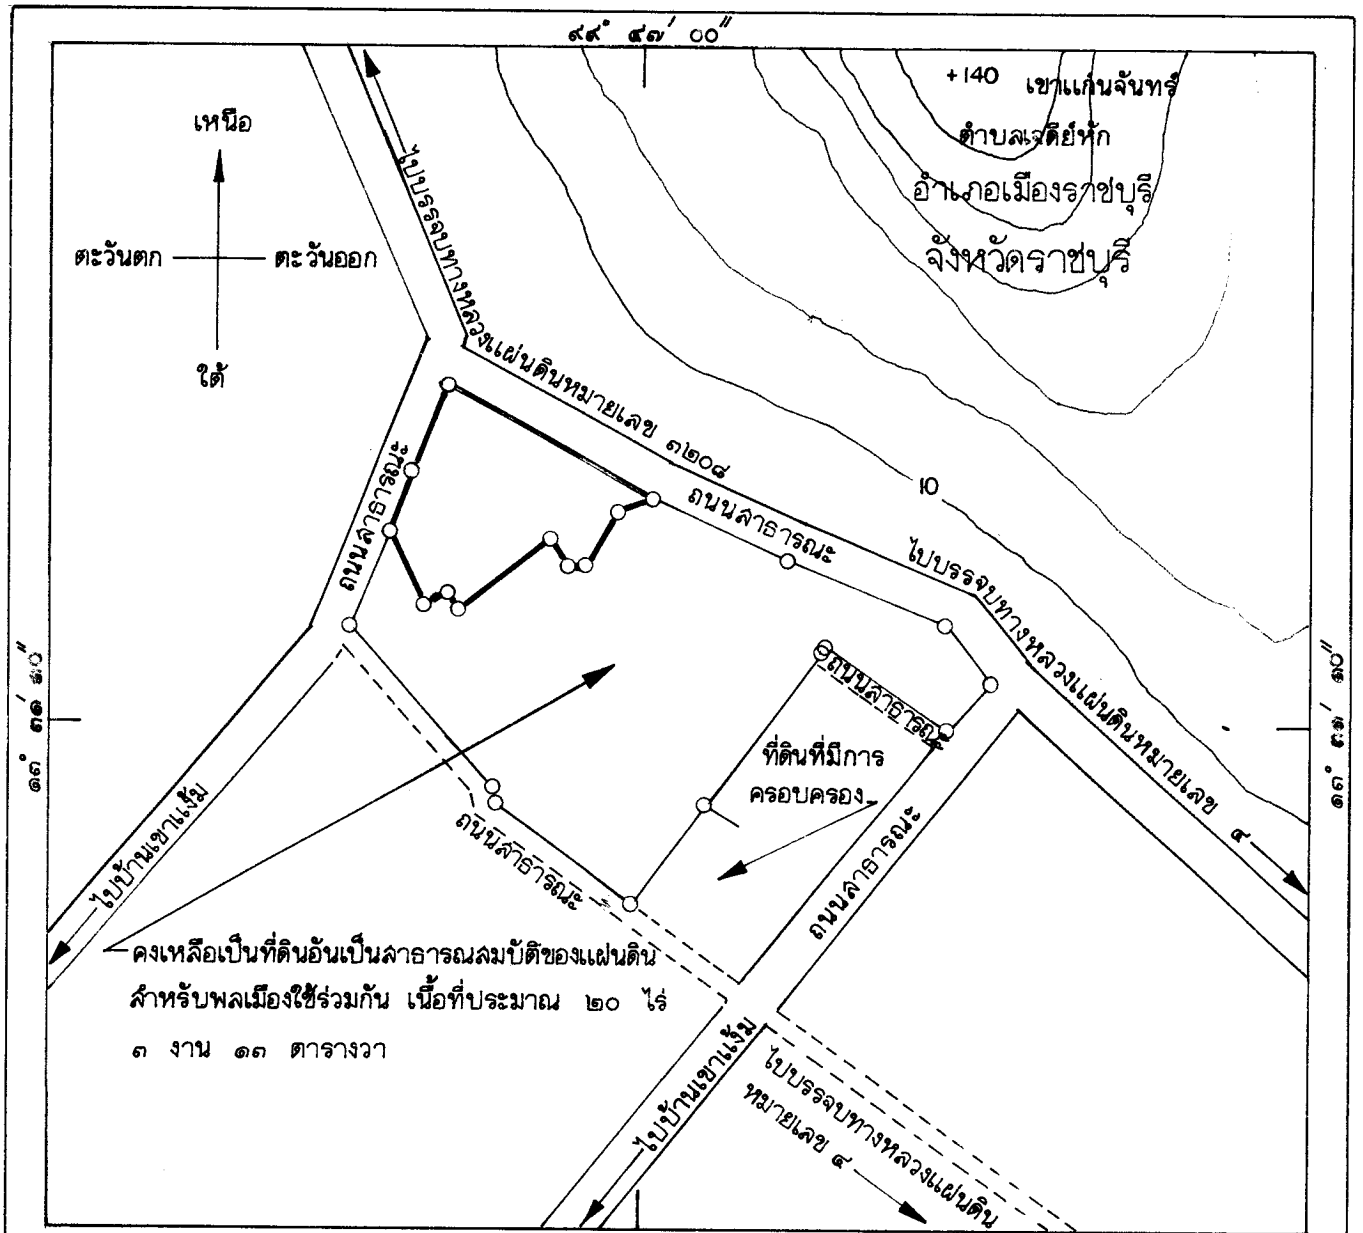 ๙๙° ๔๗′ ๐๐″
+140 เขาแก่นจันทร์
ตำบลเจดีย์หัก
อำเภอเมืองราชบุรี
จังหวัดราชบุรี
เหนือ
ตะวันตก
ตะวันออก
ใต้
ไปบรรจบทางหลวงแผ่นดินหมายเลข ๓๒๐๘
ถนนสาธารณะ
10
ถนนสาธารณะ
ไปบรรจบทางหลวงแผ่นดินหมายเลข ๔
ถนนสาธารณะ
๑๓° ๓๑′ ๑๐″
๑๓° ๓๑′ ๑๐″
ที่ดินที่มีการ
ครอบครอง
ไปบ้านเขาแง้ม
ถนนสาธารณะ
ถนนสาธารณะ
คงเหลือเป็นที่ดินอันเป็นสาธารณสมบัติของแผ่นดิน
สำหรับพลเมืองใช้ร่วมกัน เนื้อที่ประมาณ ๒๐ ไร่
๓ งาน ๑๓ ตารางวา
ไปบ้านเขาแง้ม
ไปบรรจบทางหลวงแผ่นดิน
หมายเลข ๔